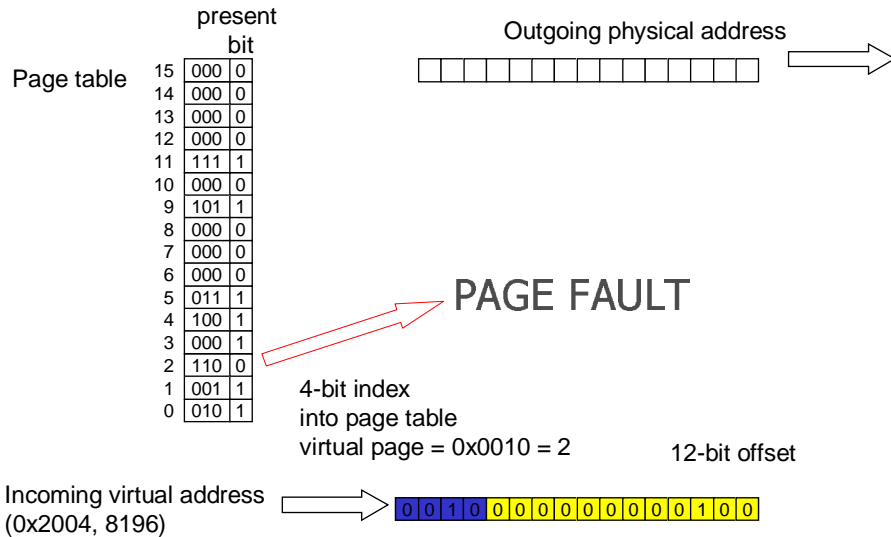 present
bit
Outgoing physical address
Page table
15 000 0
14 000 0
13 000 0
12 000 0
11 111 1
10 000 0
9 101 1
8 000 0
7 000 0
6 000 0
5 011 1
4 100 1
3 000 1
2 110 0
1 001 1
0 010 1
PAGE FAULT
4-bit index
into page table
virtual page = 0x0010 = 2
12-bit offset
Incoming virtual address
(0x2004, 8196)
0 0 1 0 0 0 0 0 0 0 0 0 0 1 0 0